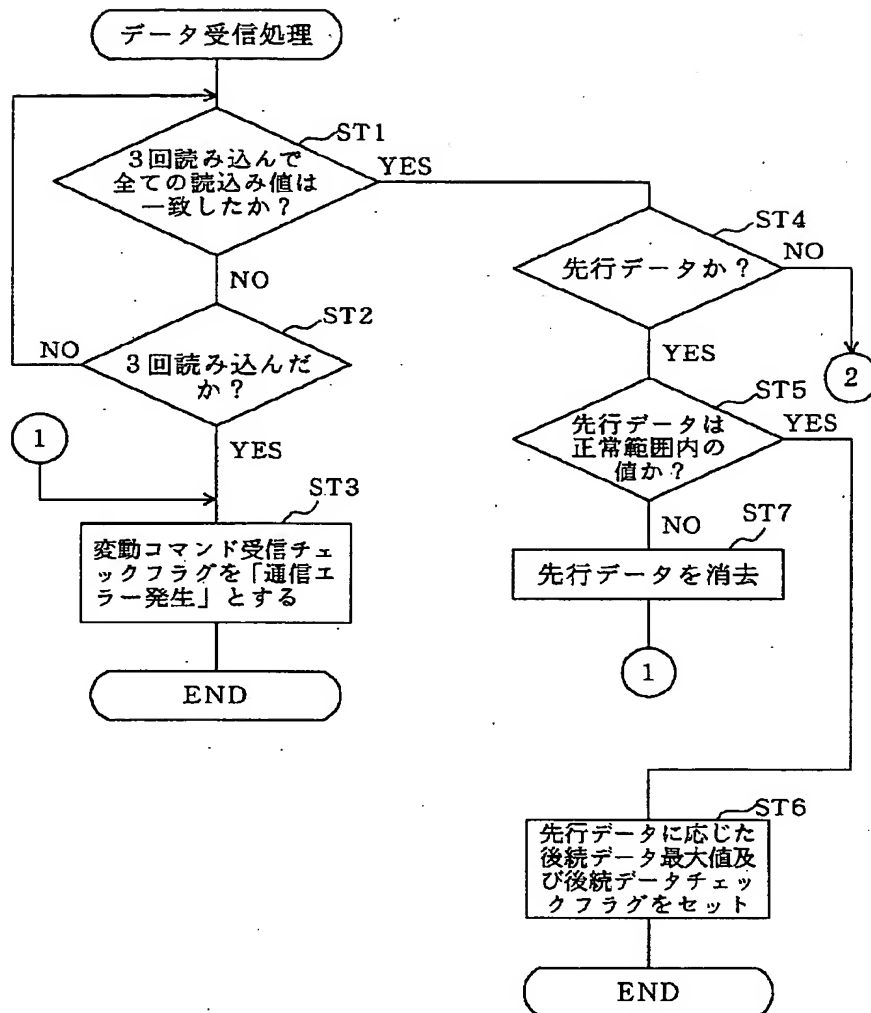 データ受信処理
ST1
3回読み込んで
全ての読込み値は
一致したか？
YES
NO
ST2
NO
3回読み込んだ
か？
YES
1
ST3
変動コマンド受信チェ
ックフラグを「通信エ
ラー発生」とする
END
ST4
先行データか？
NO
2
YES
ST5
先行データは
正常範囲内の
値か？
YES
NO
ST7
先行データを消去
1
ST6
先行データに応じた
後続データ最大値及
び後続データチェッ
クフラグをセット
END